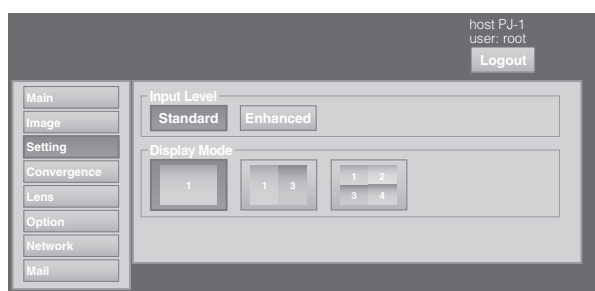 host PJ-1
user: root
Logout
Main
Image
Setting
Convergence
Lens
Option
Network
Mail
Input Level
Standard Enhanced
Display Mode
1
1 3
1 2
3 4